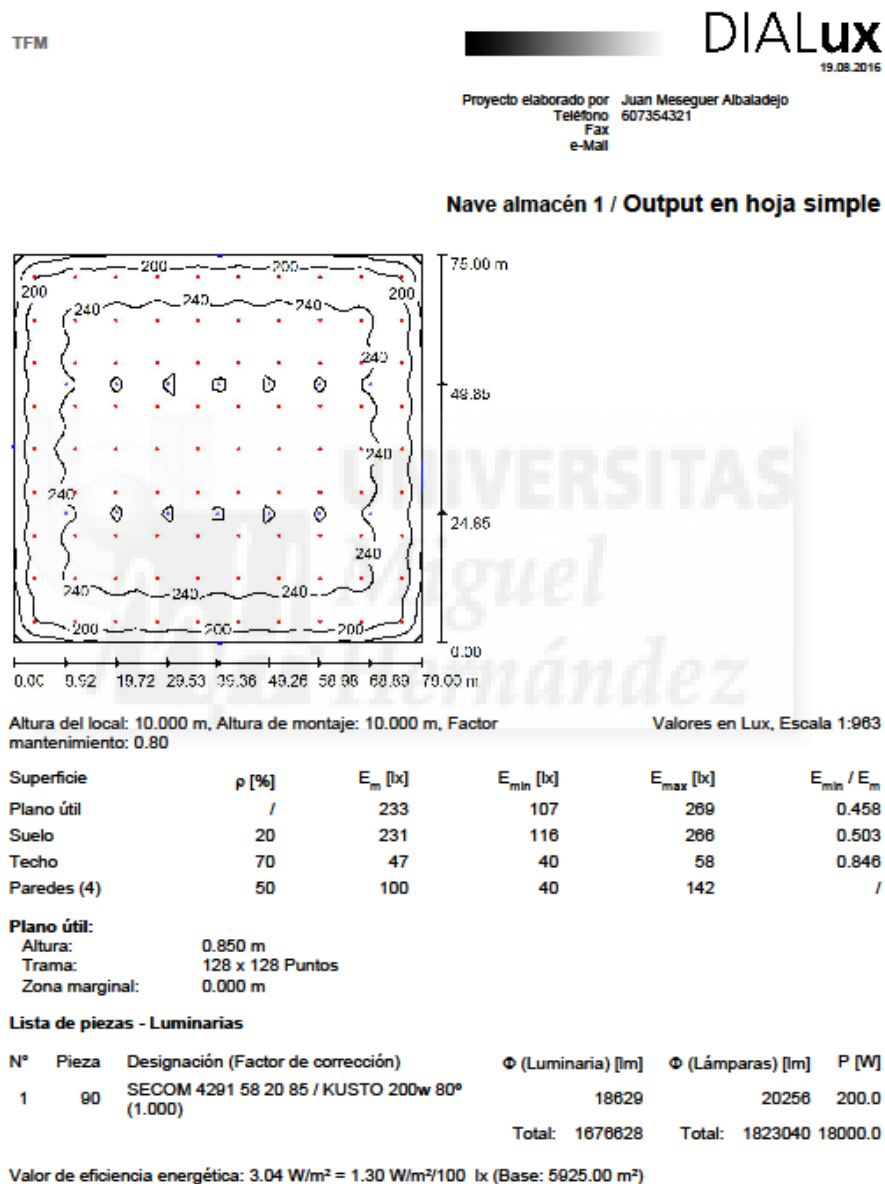 TFM
DIALux
19.08.2016
Proyecto elaborado por Juan Meseguer Albaladejo
Teléfono 607354321
Fax
e-Mail
Nave almacén 1 / Output en hoja simple
200 200
75.00 m
200 200
240 240 240
240
49.85
240
240
24.65
240
240 240 240
200 200 200
0.00
0.00 9.92 19.72 29.53 39.36 49.26 58.98 68.89 79.00 m
UNIVERSITAS
Miguel
Hernández
Altura del local: 10.000 m, Altura de montaje: 10.000 m, Factor
mantenimiento: 0.80
Valores en Lux, Escala 1:963
Superficie ρ [%] Em [lx] Emin [lx] Emax [lx] Emin / Em
Plano útil / 233 107 269 0.458
Suelo 20 231 116 266 0.503
Techo 70 47 40 58 0.846
Paredes (4) 50 100 40 142 /
Plano útil:
Altura: 0.850 m
Trama: 128 x 128 Puntos
Zona marginal: 0.000 m
Lista de piezas - Luminarias
N° Pieza Designación (Factor de corrección) Φ (Luminaria) [lm] Φ (Lámparas) [lm] P [W]
1 90 SECOM 4291 58 20 85 / KUSTO 200w 80º
(1.000) 18629 20256 200.0
Total: 1676628 Total: 1823040 18000.0
Valor de eficiencia energética: 3.04 W/m² = 1.30 W/m²/100 lx (Base: 5925.00 m²)